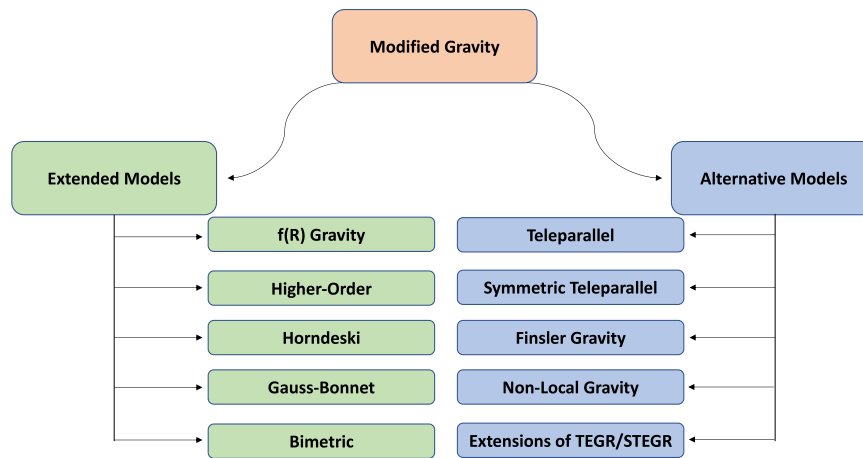 Modified Gravity
Extended Models
Alternative Models
f(R) Gravity
Teleparallel
Higher-Order
Symmetric Teleparallel
Horndeski
Finsler Gravity
Gauss-Bonnet
Non-Local Gravity
Bimetric
Extensions of TEGR/STEGR